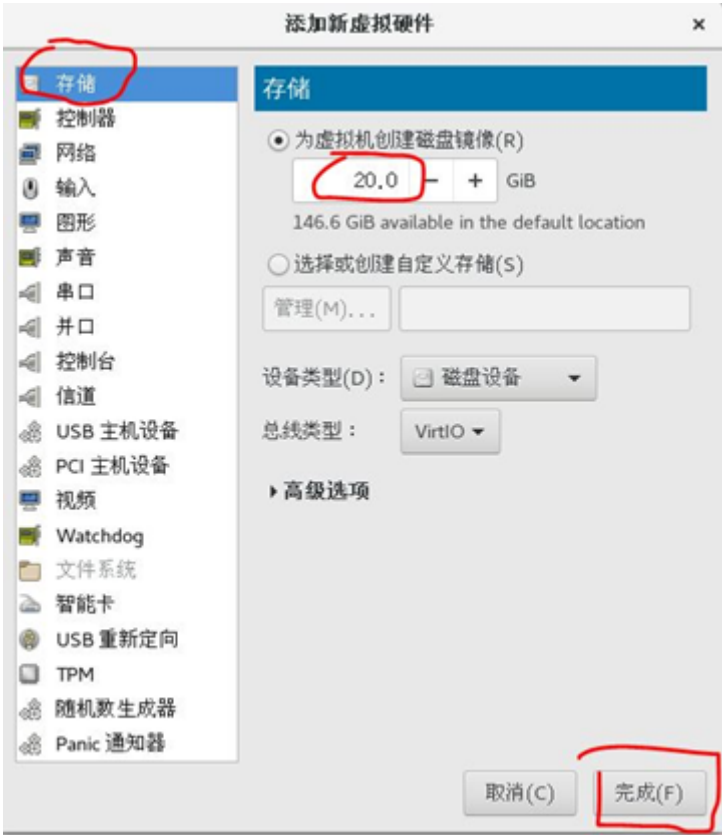 添加新虚拟硬件
存储
控制器
网络
输入
图形
声音
串口
并口
控制台
信道
USB 主机设备
PCI 主机设备
视频
Watchdog
文件系统
智能卡
USB 重新定向
TPM
随机数生成器
Panic 通知器
存储
为虚拟机创建磁盘镜像(R)
20.0 - + GiB
146.6 GiB available in the default location
选择或创建自定义存储(S)
管理(M)...
设备类型(D)： 磁盘设备
总线类型： VirtIO
高级选项
取消(C) 完成(F)